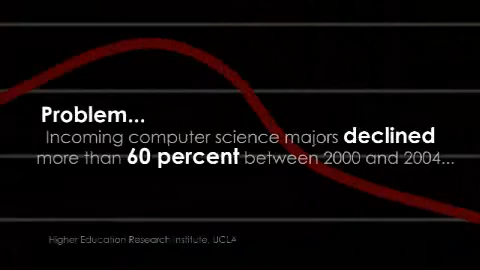 Problem...
Incoming computer science majors declined
more than 60 percent between 2000 and 2004...
Higher Education Research Institute, UCLA